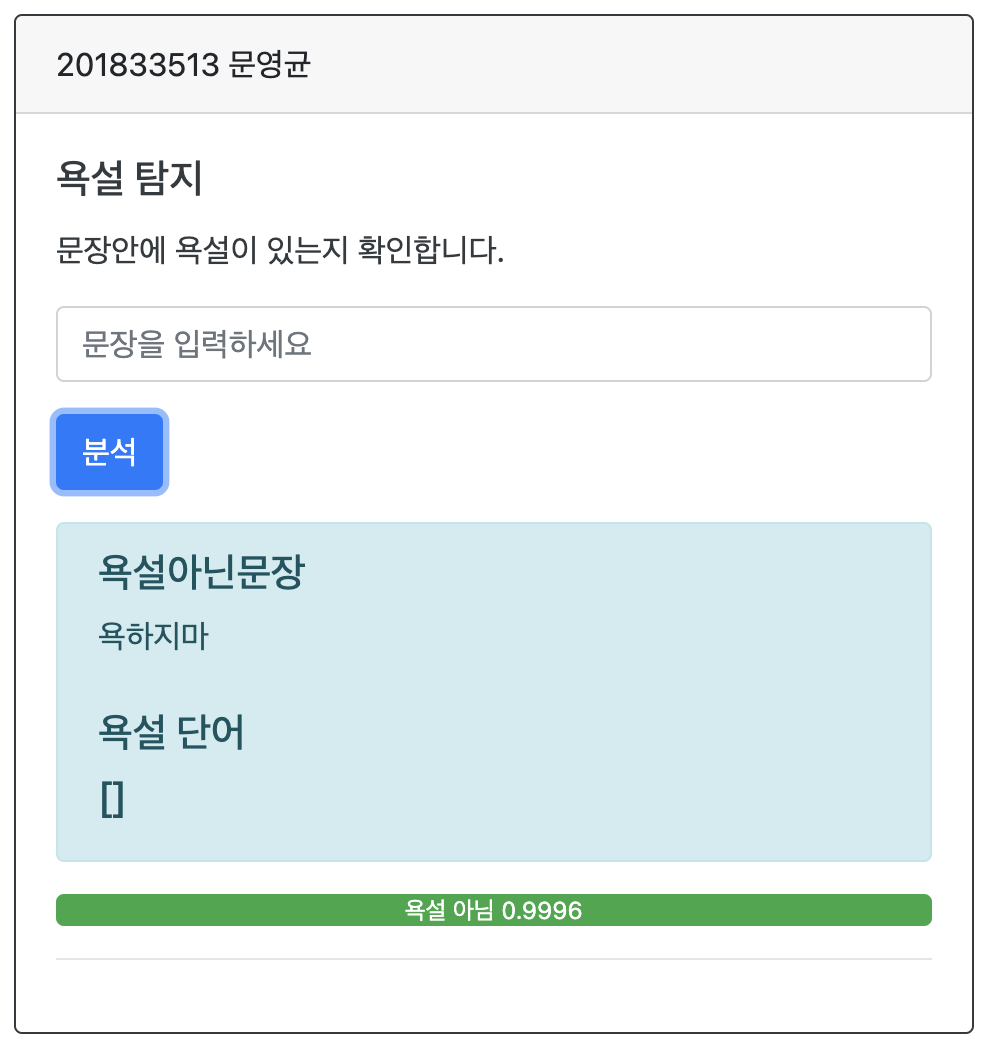 201833513 문영균
욕설 탐지
문장안에 욕설이 있는지 확인합니다.
문장을 입력하세요
분석
욕설아닌문장
욕하지마
욕설 단어
[]
욕설 아님 0.9996